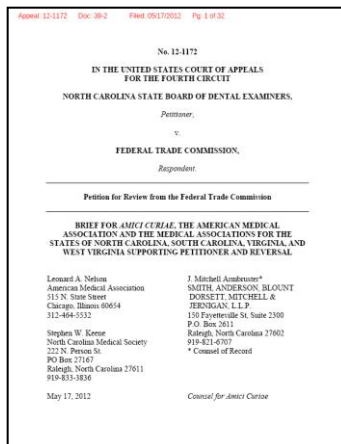 Appeal: 12-1172 Doc: 39-2 Filed: 05/17/2012 Pg: 1 of 32
No. 12-1172
IN THE UNITED STATES COURT OF APPEALS
FOR THE FOURTH CIRCUIT
NORTH CAROLINA STATE BOARD OF DENTAL EXAMINERS,
Petitioner,
v.
FEDERAL TRADE COMMISSION,
Respondent.
Petition for Review from the Federal Trade Commission
BRIEF FOR AMICI CURIAE, THE AMERICAN MEDICAL
ASSOCIATION AND THE MEDICAL ASSOCIATIONS FOR THE
STATES OF NORTH CAROLINA, SOUTH CAROLINA, VIRGINIA, AND
WEST VIRGINIA SUPPORTING PETITIONER AND REVERSAL
Leonard A. Nelson
American Medical Association
515 N. State Street
Chicago, Illinois 60654
312-464-5532
Stephen W. Keene
North Carolina Medical Society
222 N. Person St.
PO Box 27167
Raleigh, North Carolina 27611
919-833-3836
May 17, 2012
J. Mitchell Armbruster*
SMITH, ANDERSON, BLOUNT
DORSETT, MITCHELL &
JERNIGAN, L.L.P.
150 Fayetteville St, Suite 2300
P.O. Box 2611
Raleigh, North Carolina 27602
919-821-6707
* Counsel of Record
Counsel for Amici Curiae